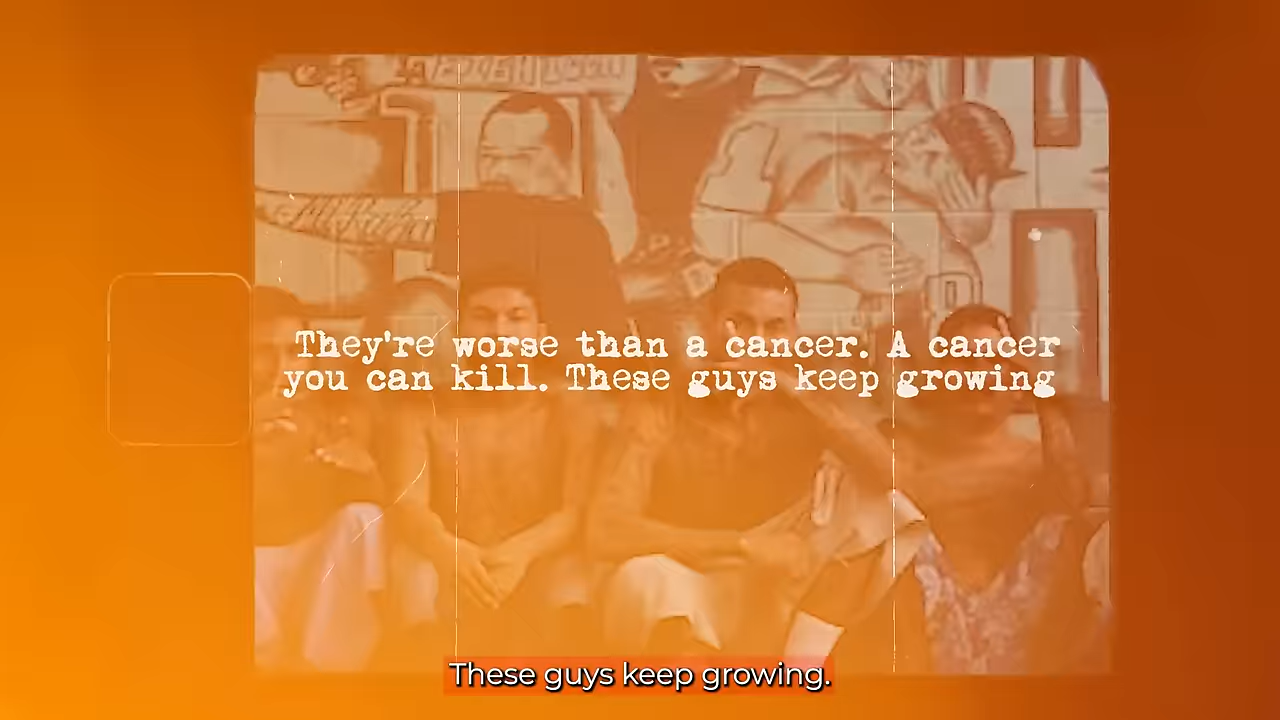 They're worse than a cancer. A cancer
you can kill. These guys keep growing
These guys keep growing.